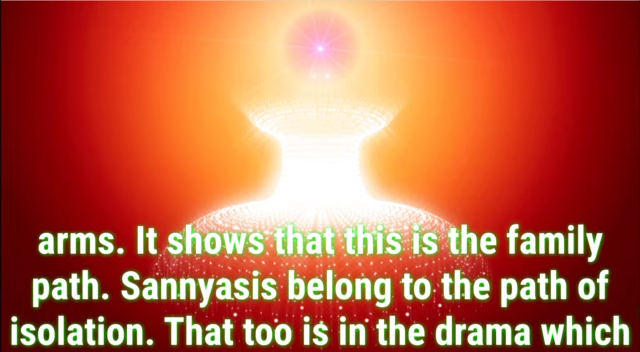 arms. It shows that this is the family
path. Sannyasis belong to the path of
isolation. That too is in the drama which